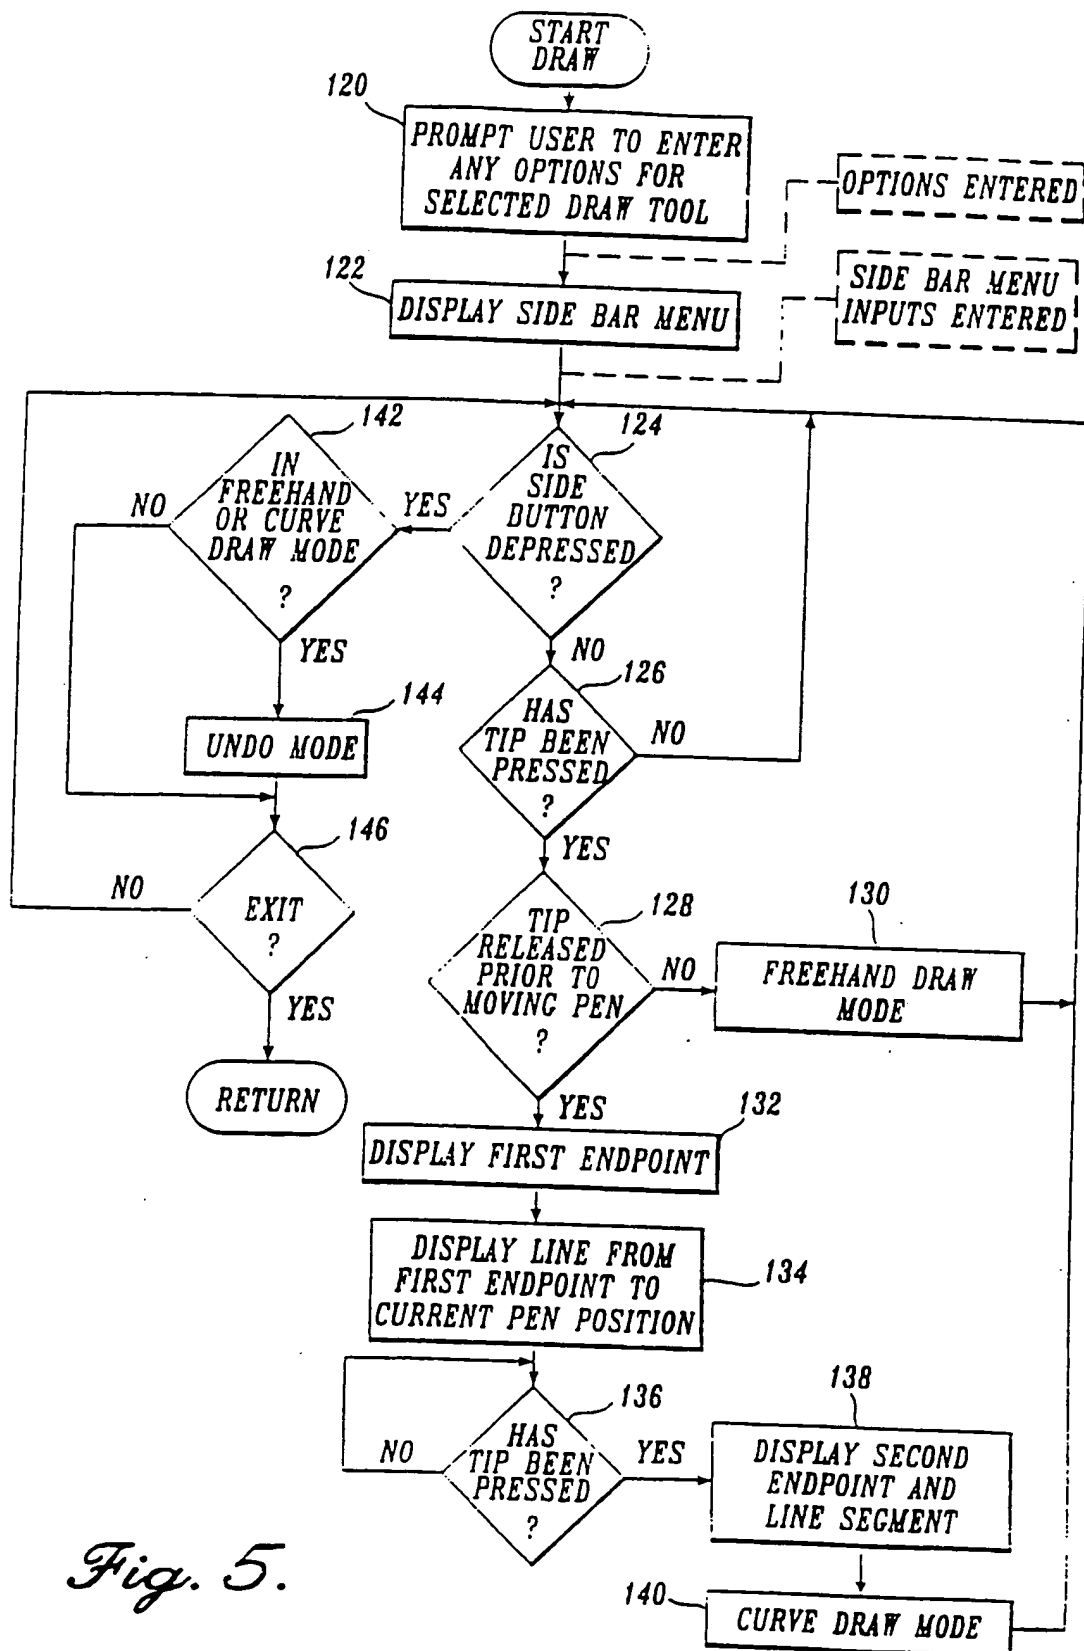 START
DRAW
120
PROMPT USER TO ENTER
ANY OPTIONS FOR
SELECTED DRAW TOOL
OPTIONS ENTERED
122
DISPLAY SIDE BAR MENU
SIDE BAR MENU
INPUTS ENTERED
142
IN
FREEHAND
OR CURVE
DRAW MODE
?
NO
YES
124
IS
SIDE
BUTTON
DEPRESSED
?
YES
NO
144
UNDO MODE
126
HAS
TIP BEEN
PRESSED
?
NO
YES
146
EXIT
?
NO
YES
RETURN
128
TIP
RELEASED
PRIOR TO
MOVING PEN
?
NO
130
FREEHAND DRAW
MODE
YES
132
DISPLAY FIRST ENDPOINT
DISPLAY LINE FROM
FIRST ENDPOINT TO
CURRENT PEN POSITION
134
136
HAS
TIP BEEN
PRESSED
?
NO
YES
138
DISPLAY SECOND
ENDPOINT AND
LINE SEGMENT
140
CURVE DRAW MODE
Fig. 5.